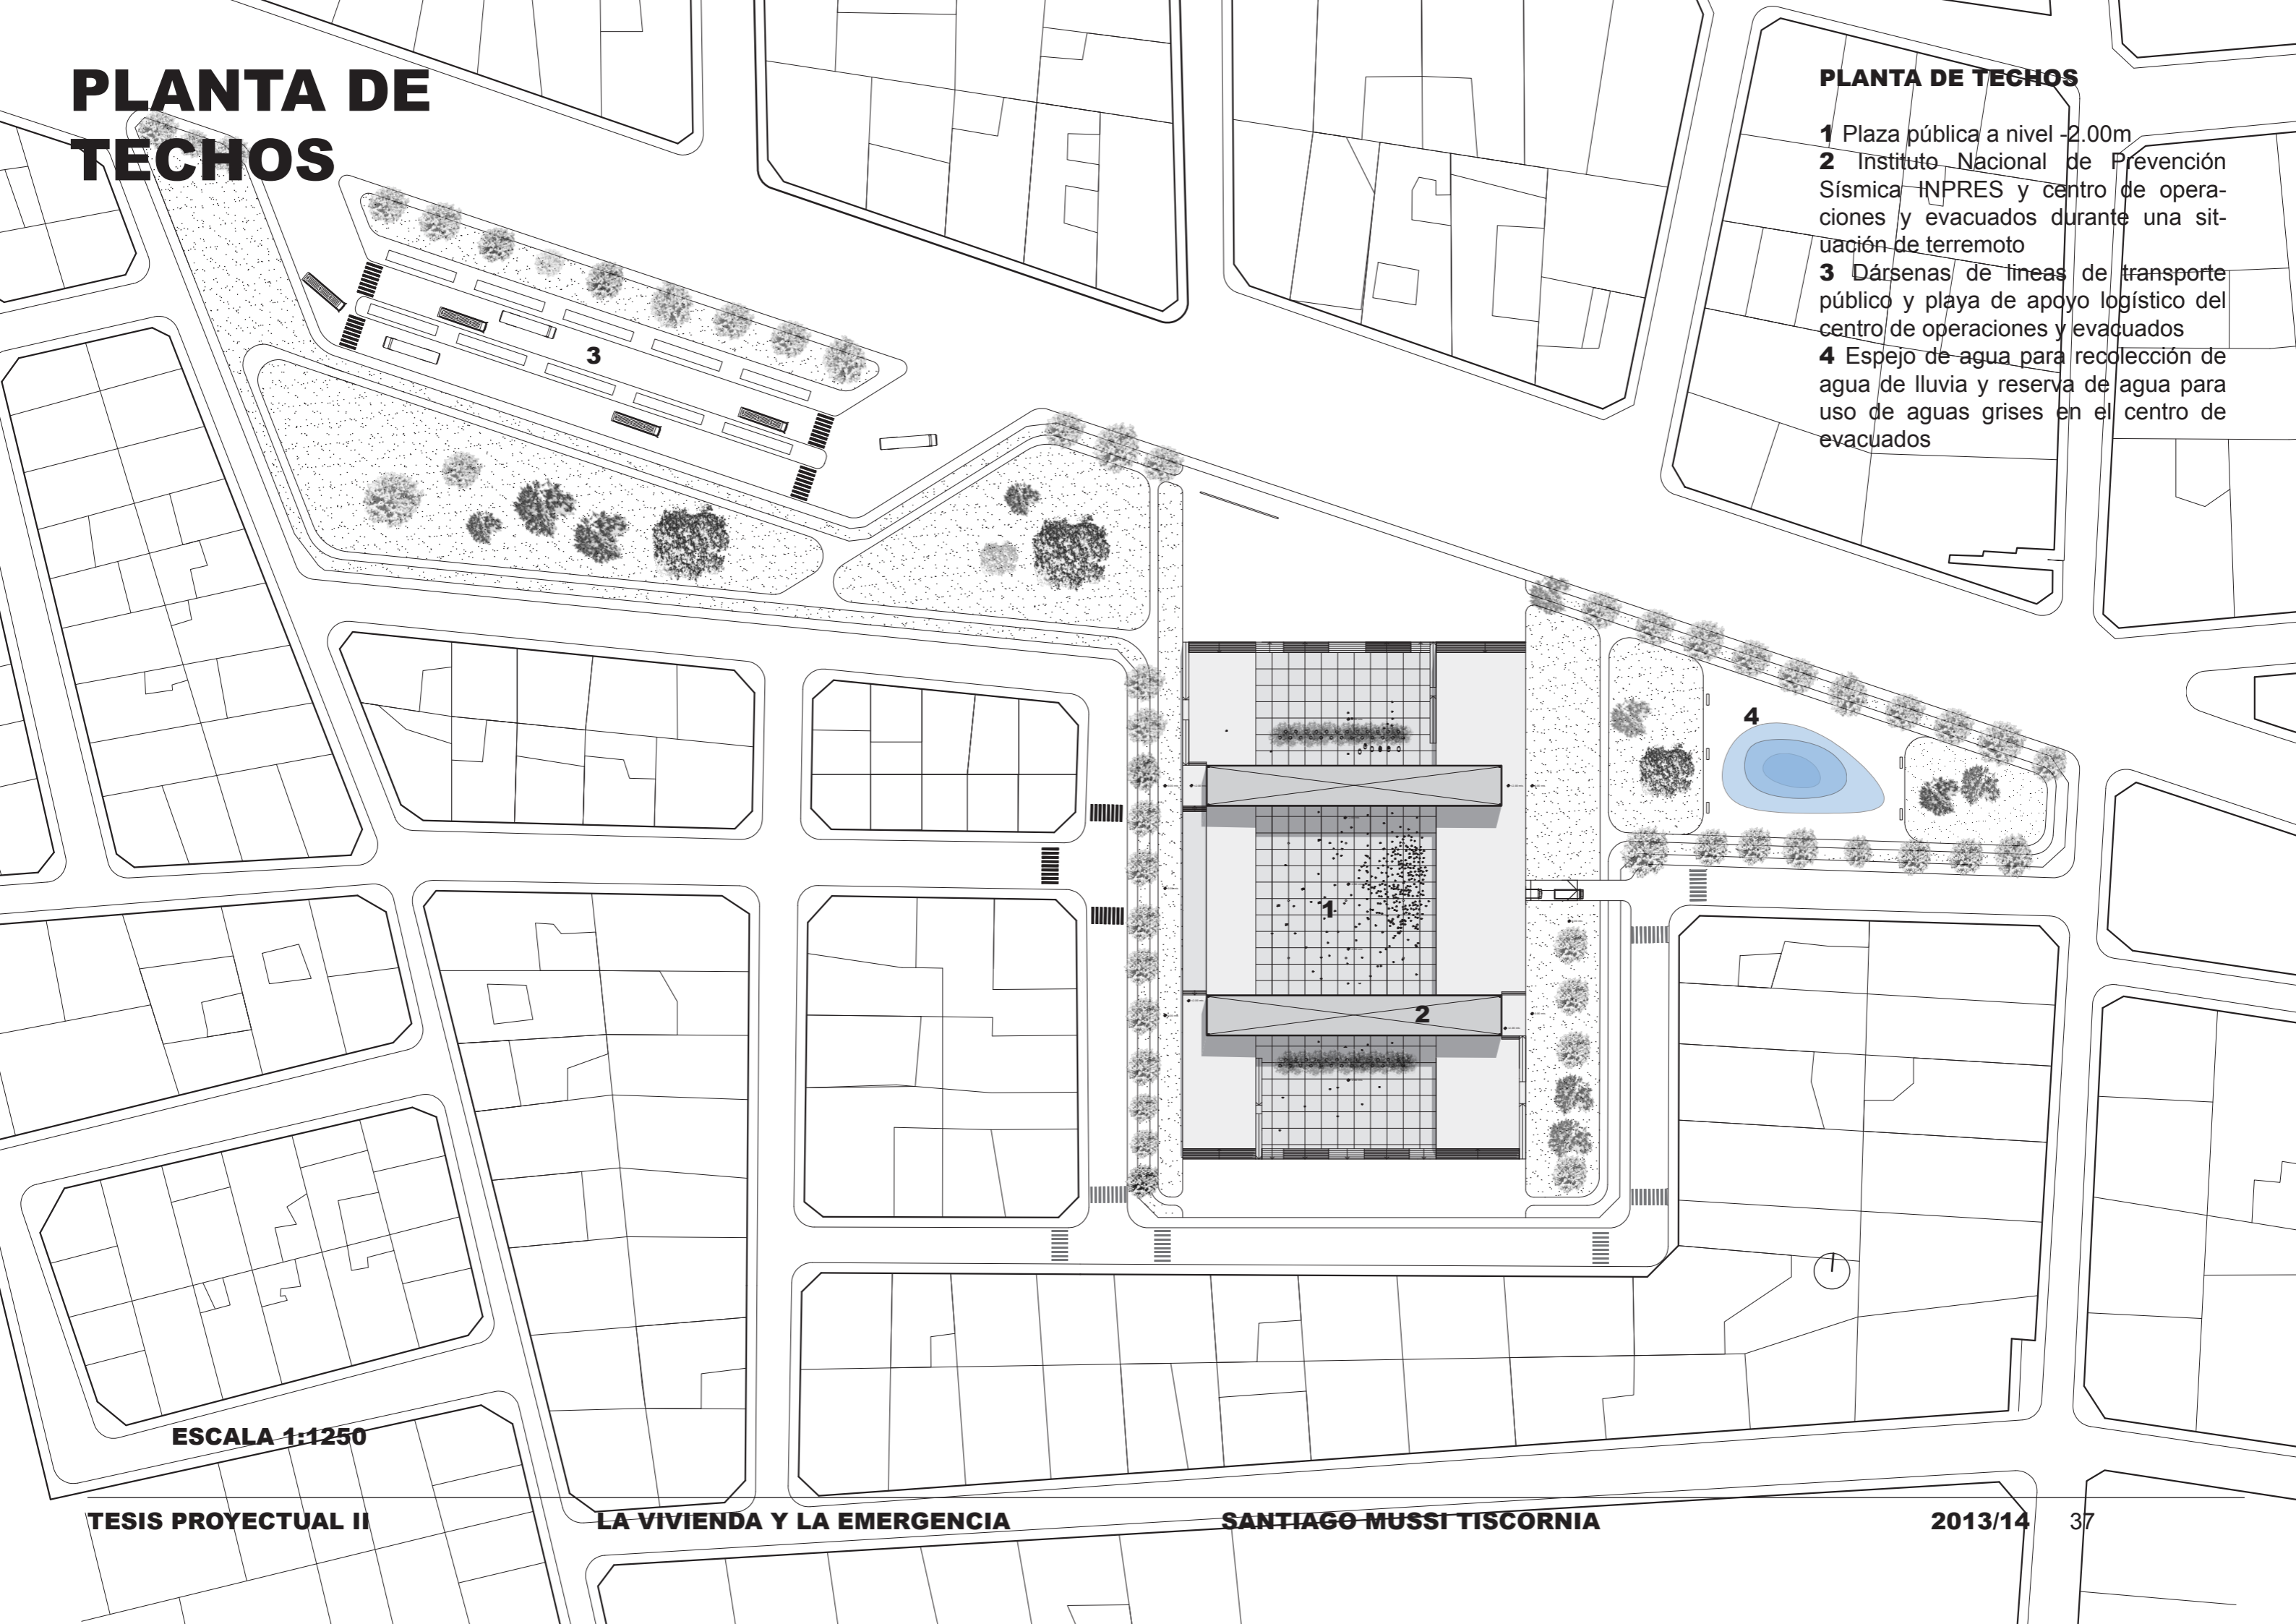 PLANTA DE
TECHOS
PLANTA DE TECHOS
1 Plaza pública a nivel -2.00m
2 Instituto Nacional de Prevención
Sísmica INPRES y centro de opera-
ciones y evacuados durante una sit-
uación de terremoto
3 Dársenas de lineas de transporte
público y playa de apoyo logístico del
centro de operaciones y evacuados
4 Espejo de agua para recolección de
agua de lluvia y reserva de agua para
uso de aguas grises en el centro de
evacuados
3
4
1
2
ESCALA 1:1250
TESIS PROYECTUAL II LA VIVIENDA Y LA EMERGENCIA SANTIAGO MUSSI TISCORNIA 2013/14 37